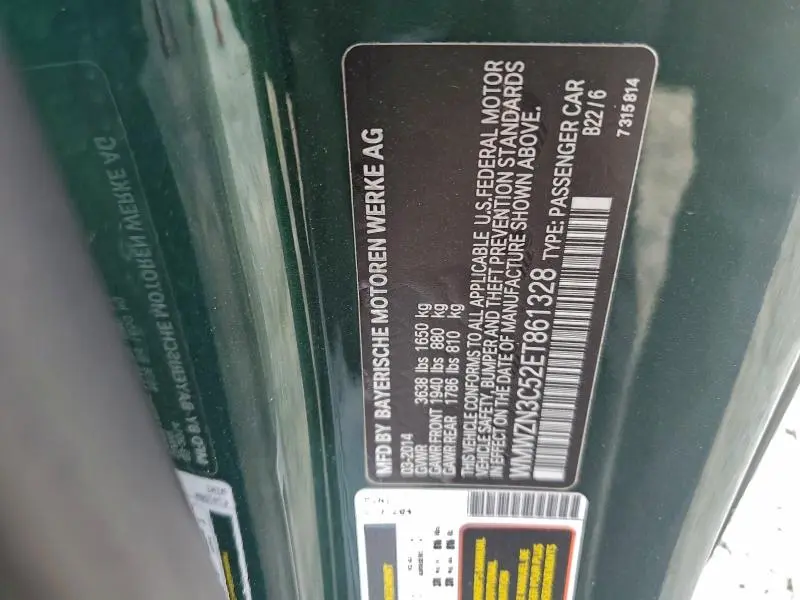 MFD BY BAYERISCHE MOTOREN WERKE AG
03-2014
GVWR 3638 lbs 1650 kg
GAWR FRONT 1940 lbs 880 kg
GAWR REAR 1786 lbs 810 kg
THIS VEHICLE CONFORMS TO ALL APPLICABLE U.S.FEDERAL MOTOR
VEHICLE SAFETY, BUMPER AND THEFT PREVENTION STANDARDS
IN EFFECT ON THE DATE OF MANUFACTURE SHOWN ABOVE.
WMWZN3C52ET861328 TYPE: PASSENGER CAR
B22/6
7 315 814